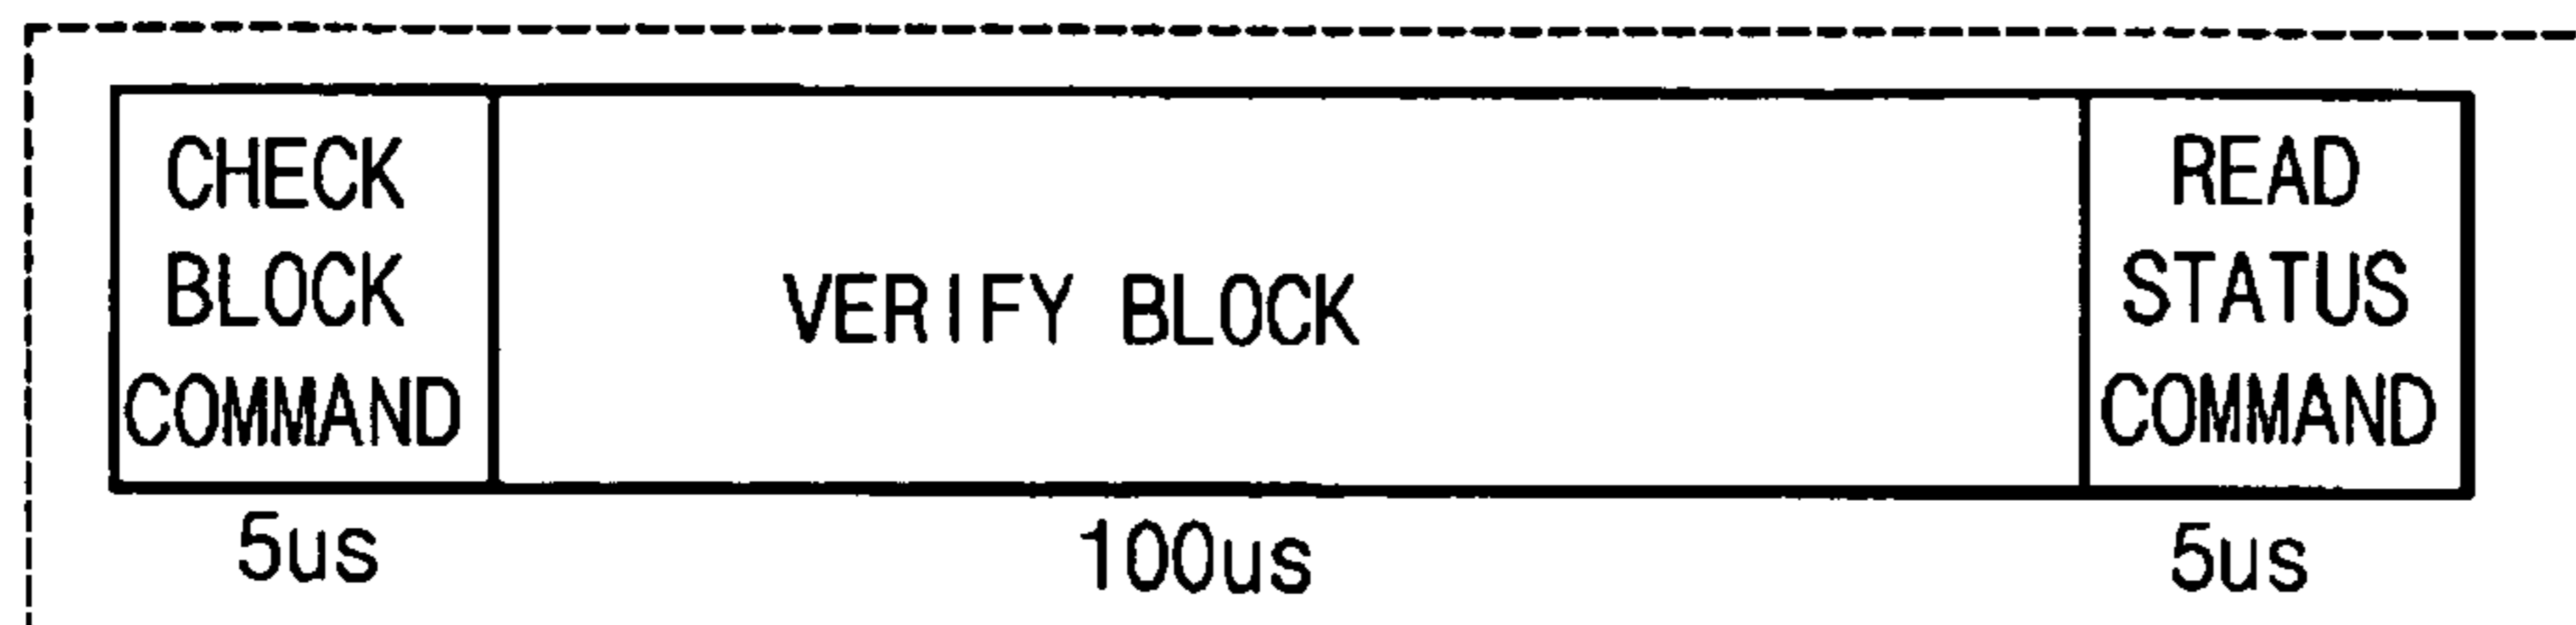 CHECK
BLOCK
COMMAND
VERIFY BLOCK
READ
STATUS
COMMAND
5us
100us
5us